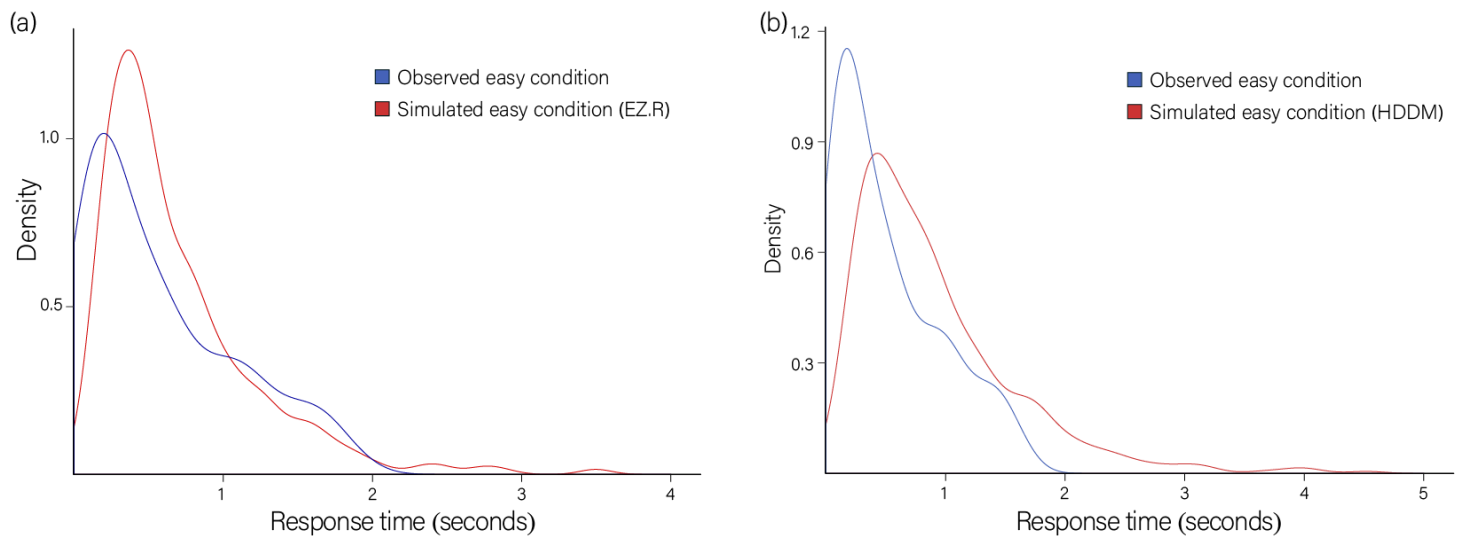 (a)
Density
1.0
0.5
Observed easy condition
Simulated easy condition (EZ.R)
1 2 3 4
Response time (seconds)
(b)
Density
1.2
0.9
0.6
0.3
Observed easy condition
Simulated easy condition (HDDM)
1 2 3 4 5
Response time (seconds)